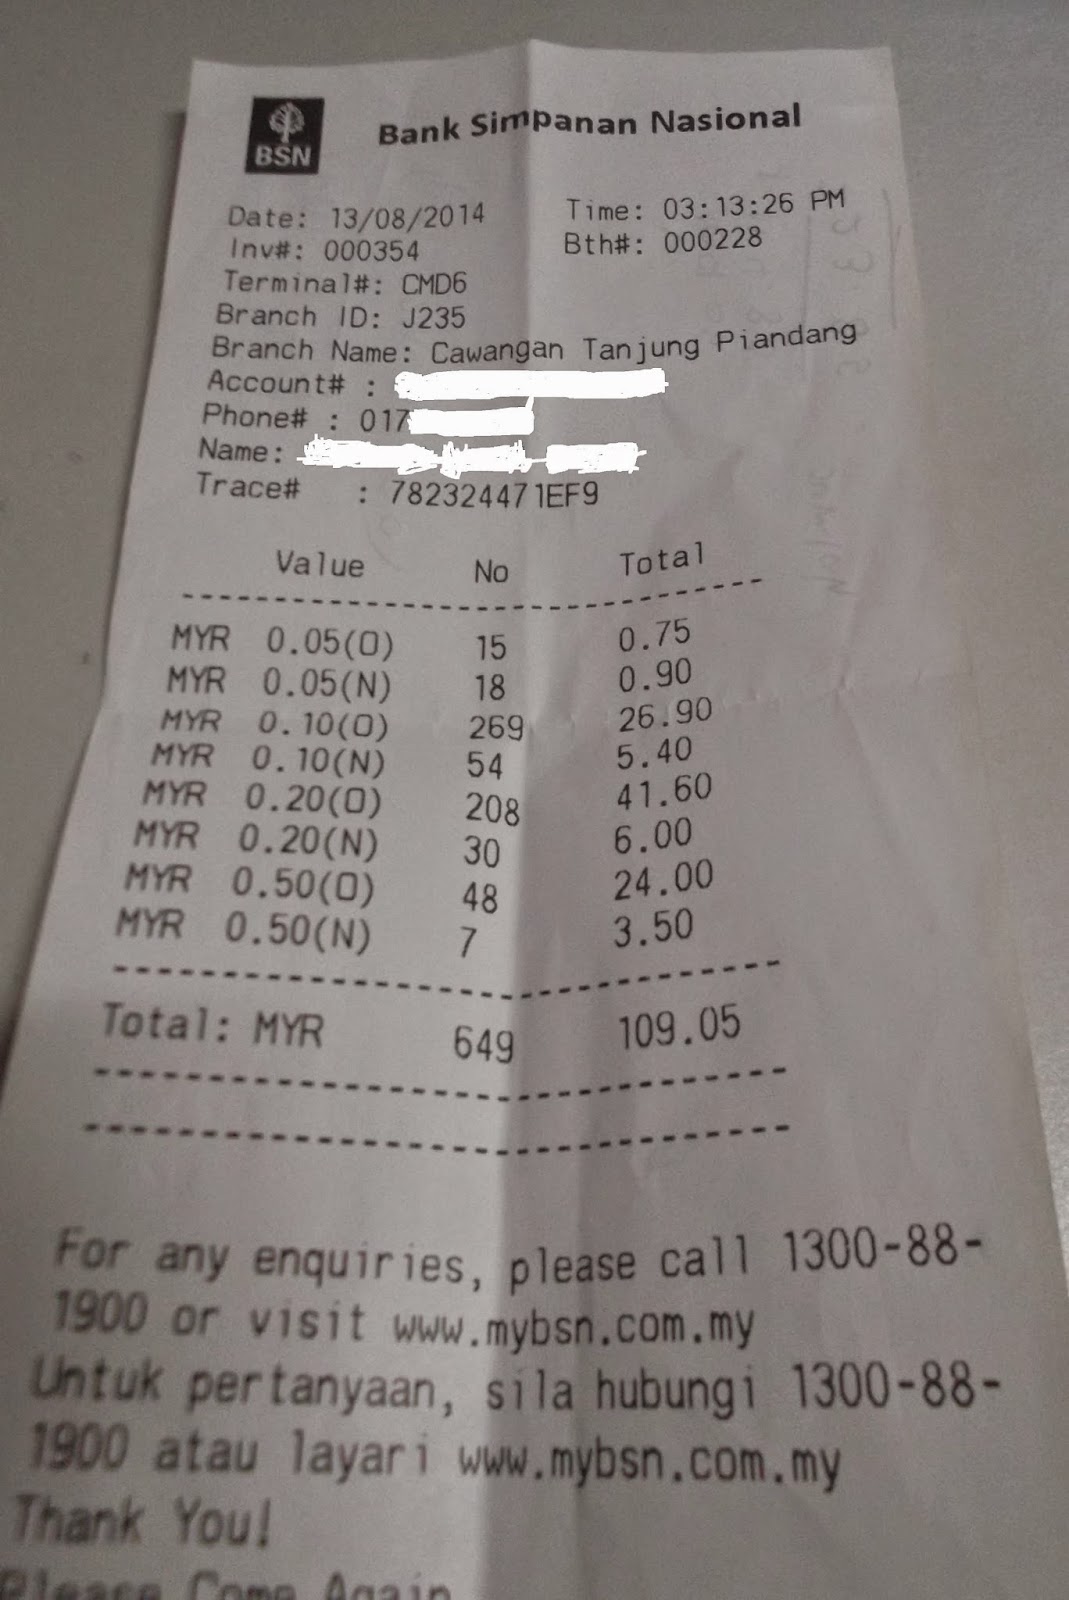 BSN
Bank Simpanan Nasional
Date: 13/08/2014 Time: 03:13:26 PM
Inv#: 000354 Bth#: 000228
Terminal#: CMD6
Branch ID: J235
Branch Name: Cawangan Tanjung Piandang
Account# :
Phone# : 017
Name:
Trace# : 782324471EF9
Value No Total
MYR 0.05(O) 15 0.75
MYR 0.05(N) 18 0.90
MYR 0.10(O) 269 26.90
MYR 0.10(N) 54 5.40
MYR 0.20(O) 208 41.60
MYR 0.20(N) 30 6.00
MYR 0.50(O) 48 24.00
MYR 0.50(N) 7 3.50
Total: MYR 649 109.05
For any enquiries, please call 1300-88-
1900 or visit www.mybsn.com.my
Untuk pertanyaan, sila hubungi 1300-88-
1900 atau layari www.mybsn.com.my
Thank You!
Please Come Again